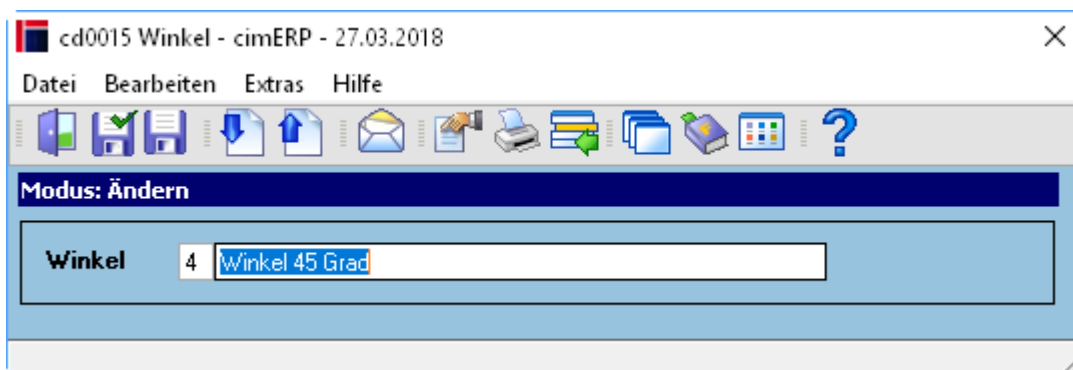 cd0015 Winkel - cimERP - 27.03.2018
Datei Bearbeiten Extras Hilfe
Modus: Ändern
Winkel 4 Winkel 45 Grad